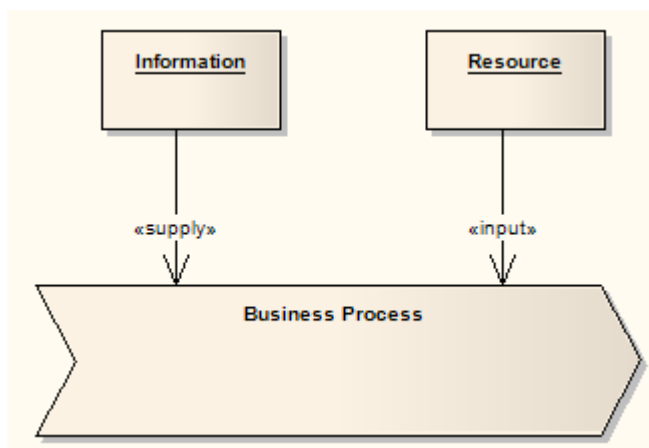 Information
Resource
«supply»
«input»
Business Process